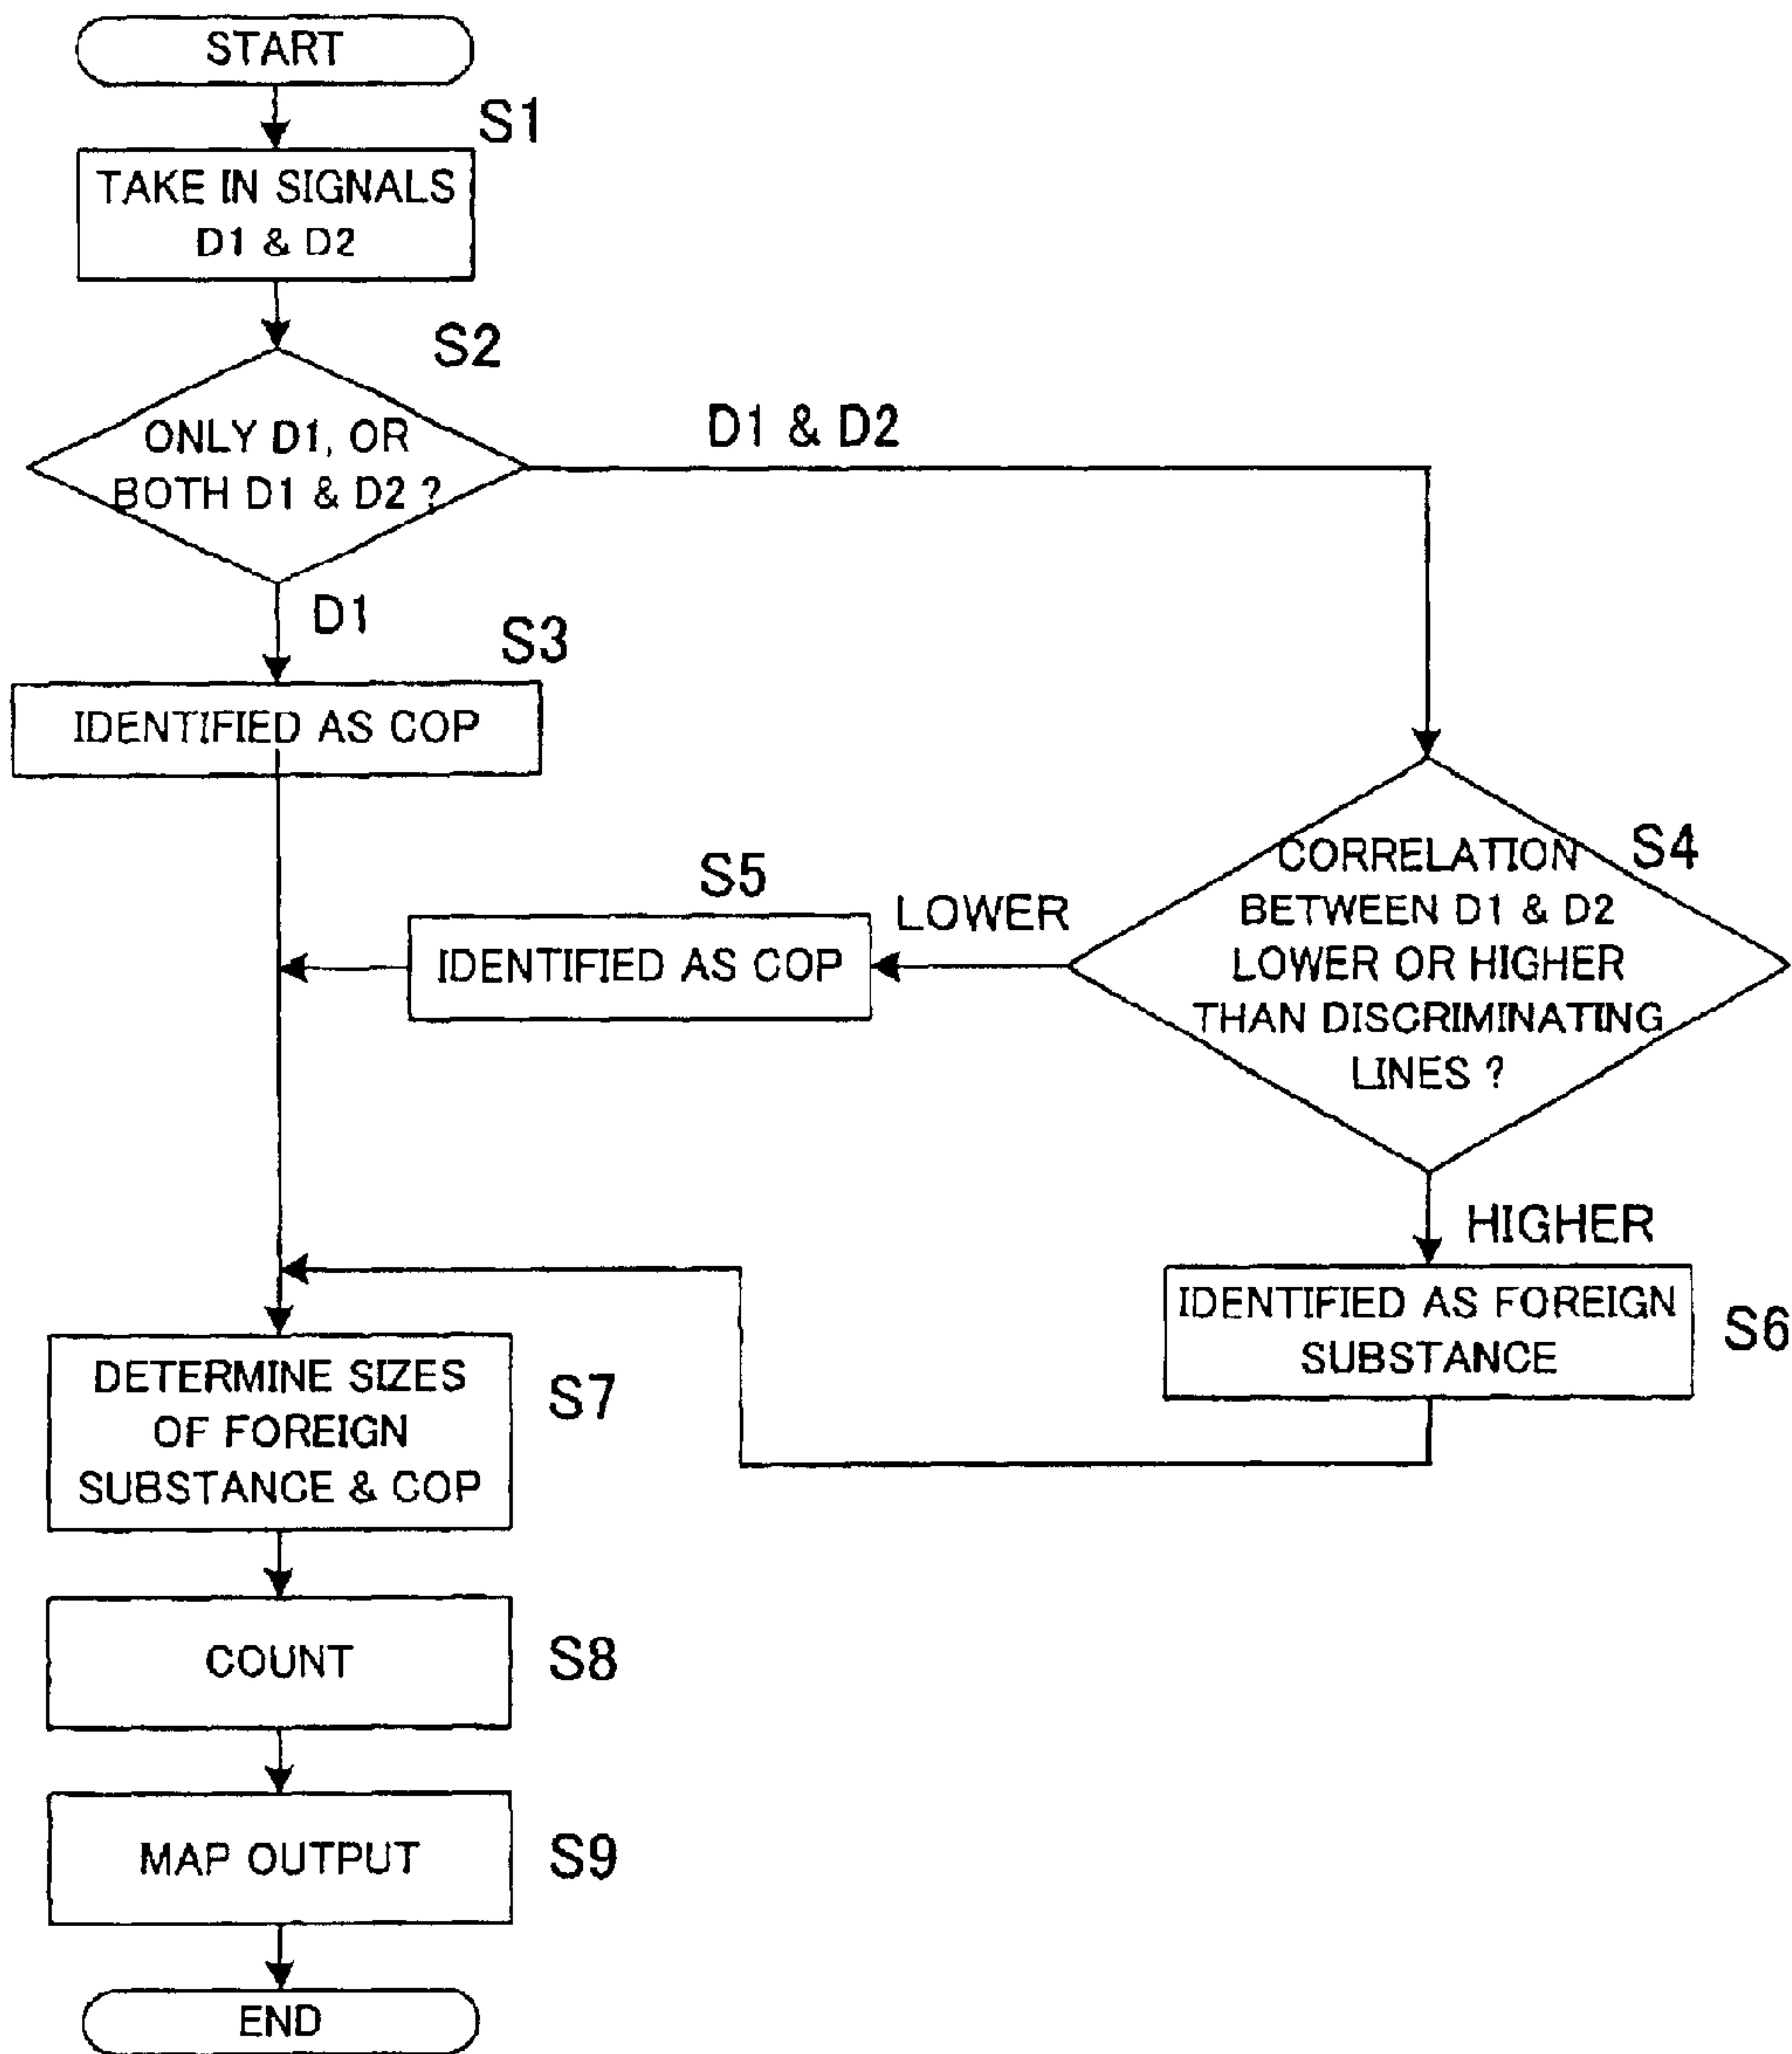 START
S1
TAKE IN SIGNALS
D1 & D2
S2
ONLY D1, OR
BOTH D1 & D2 ?
D1 & D2
D1
S3
IDENTIFIED AS COP
S4
CORRELATION
BETWEEN D1 & D2
LOWER OR HIGHER
THAN DISCRIMINATING
LINES ?
LOWER
S5
IDENTIFIED AS COP
HIGHER
IDENTIFIED AS FOREIGN
SUBSTANCE
S6
DETERMINE SIZES
OF FOREIGN
SUBSTANCE & COP
S7
COUNT
S8
MAP OUTPUT
S9
END